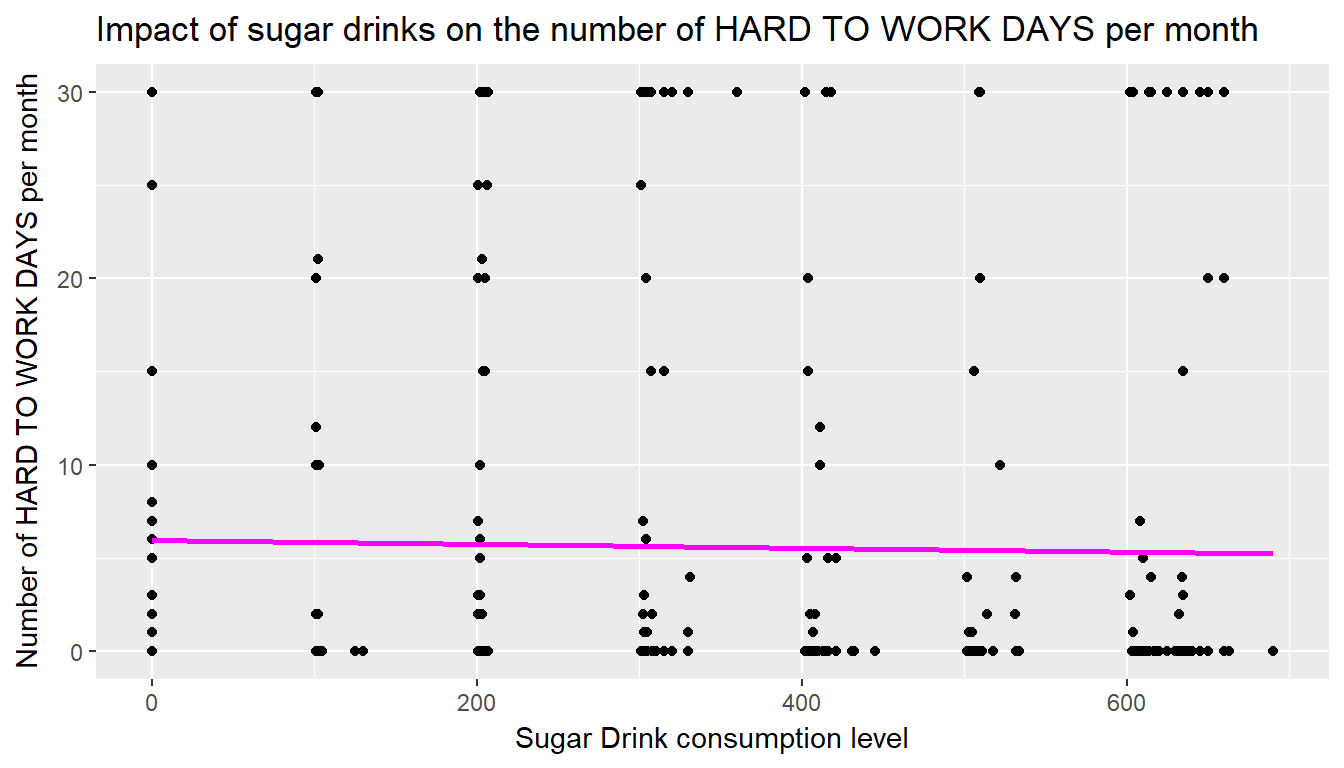 Impact of sugar drinks on the number of HARD TO WORK DAYS per month
Number of HARD TO WORK DAYS per month
30
20
10
0
0 200 400 600
Sugar Drink consumption level